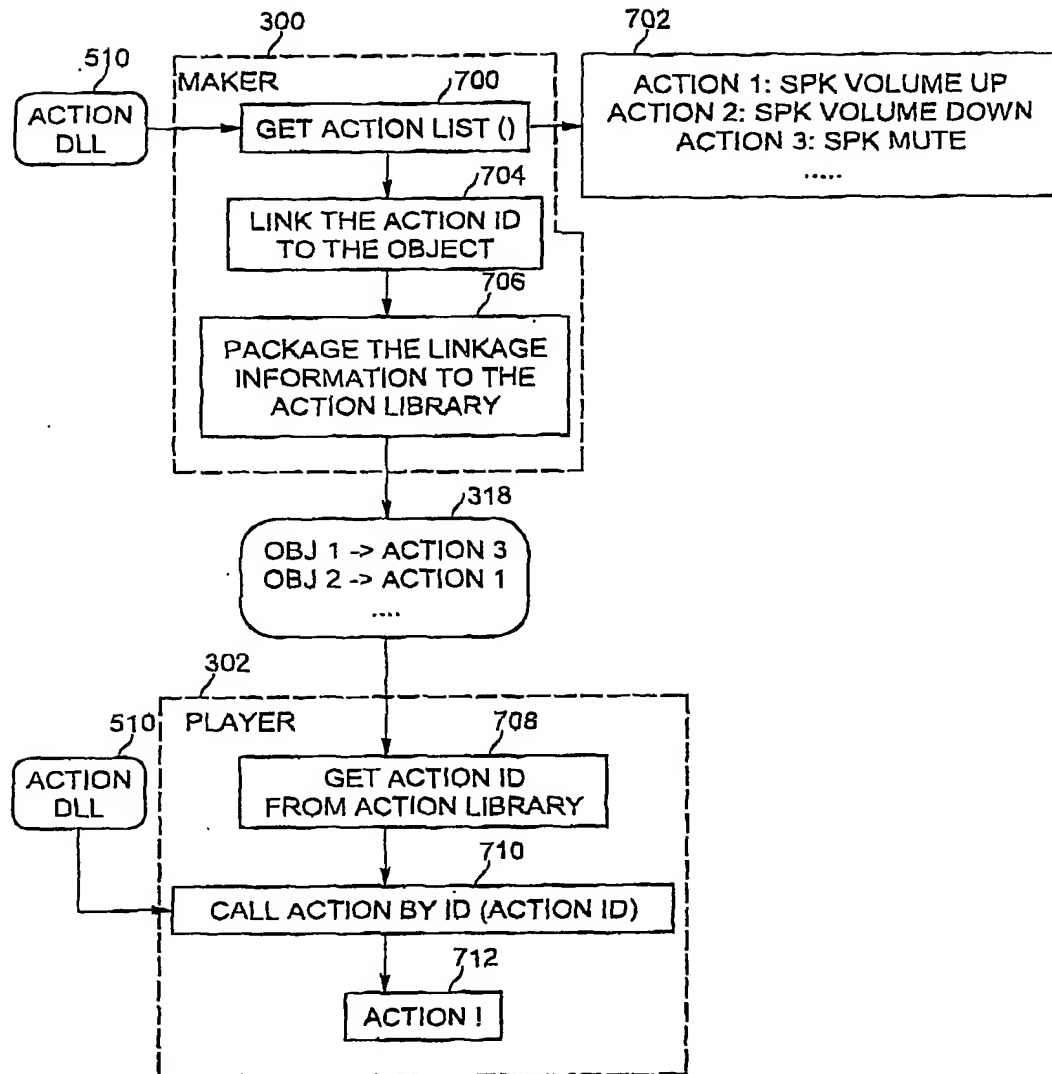 300
702
510
MAKER
700
ACTION
DLL
GET ACTION LIST ()
ACTION 1: SPK VOLUME UP
ACTION 2: SPK VOLUME DOWN
ACTION 3: SPK MUTE
.....
704
LINK THE ACTION ID
TO THE OBJECT
706
PACKAGE THE LINKAGE
INFORMATION TO THE
ACTION LIBRARY
318
OBJ 1 -> ACTION 3
OBJ 2 -> ACTION 1
....
302
510
PLAYER
708
ACTION
DLL
GET ACTION ID
FROM ACTION LIBRARY
710
CALL ACTION BY ID (ACTION ID)
712
ACTION !